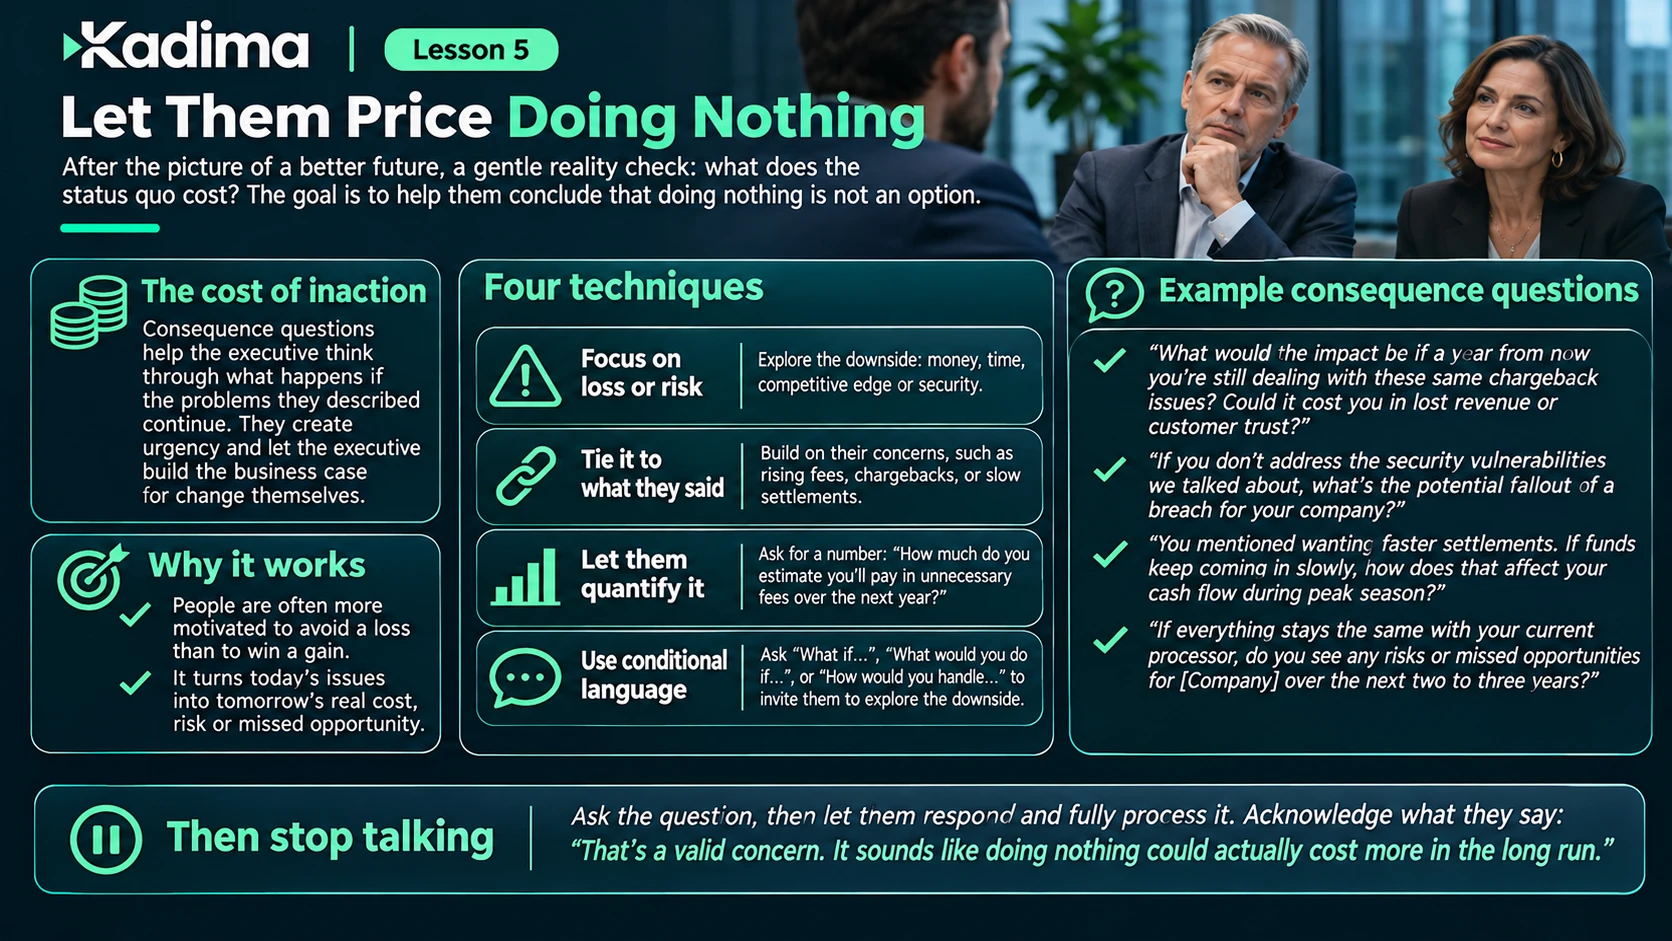 Kadima
Lesson 5
Let Them Price Doing Nothing
After the picture of a better future, a gentle reality check: what does the
status quo cost? The goal is to help them conclude that doing nothing is not an option.
The cost of inaction
Consequence questions
help the executive think
through what happens if
the problems they described
continue. They create
urgency and let the executive
build the business case
for change themselves.
Why it works
People are often more
motivated to avoid a loss
than to win a gain.
It turns today's issues
into tomorrow's real cost,
risk or missed opportunity.
Four techniques
Focus on
loss or risk
Explore the downside: money, time,
competitive edge or security.
Tie it to
what they said
Build on their concerns, such as
rising fees, chargebacks, or slow
settlements.
Let them
quantify it
Ask for a number: “How much do you
estimate you'll pay in unnecessary
fees over the next year?”
Use conditional
language
Ask “What if...”, “What would you do
if...”, or “How would you handle...” to
invite them to explore the downside.
Example consequence questions
“What would the impact be if a year from now
you're still dealing with these same chargeback
issues? Could it cost you in lost revenue or
customer trust?”
“If you don't address the security vulnerabilities
we talked about, what's the potential fallout of a
breach for your company?”
“You mentioned wanting faster settlements. If funds
keep coming in slowly, how does that affect your
cash flow during peak season?”
“If everything stays the same with your current
processor, do you see any risks or missed opportunities
for [Company] over the next two to three years?”
Then stop talking
Ask the question, then let them respond and fully process it. Acknowledge what they say:
“That's a valid concern. It sounds like doing nothing could actually cost more in the long run.”